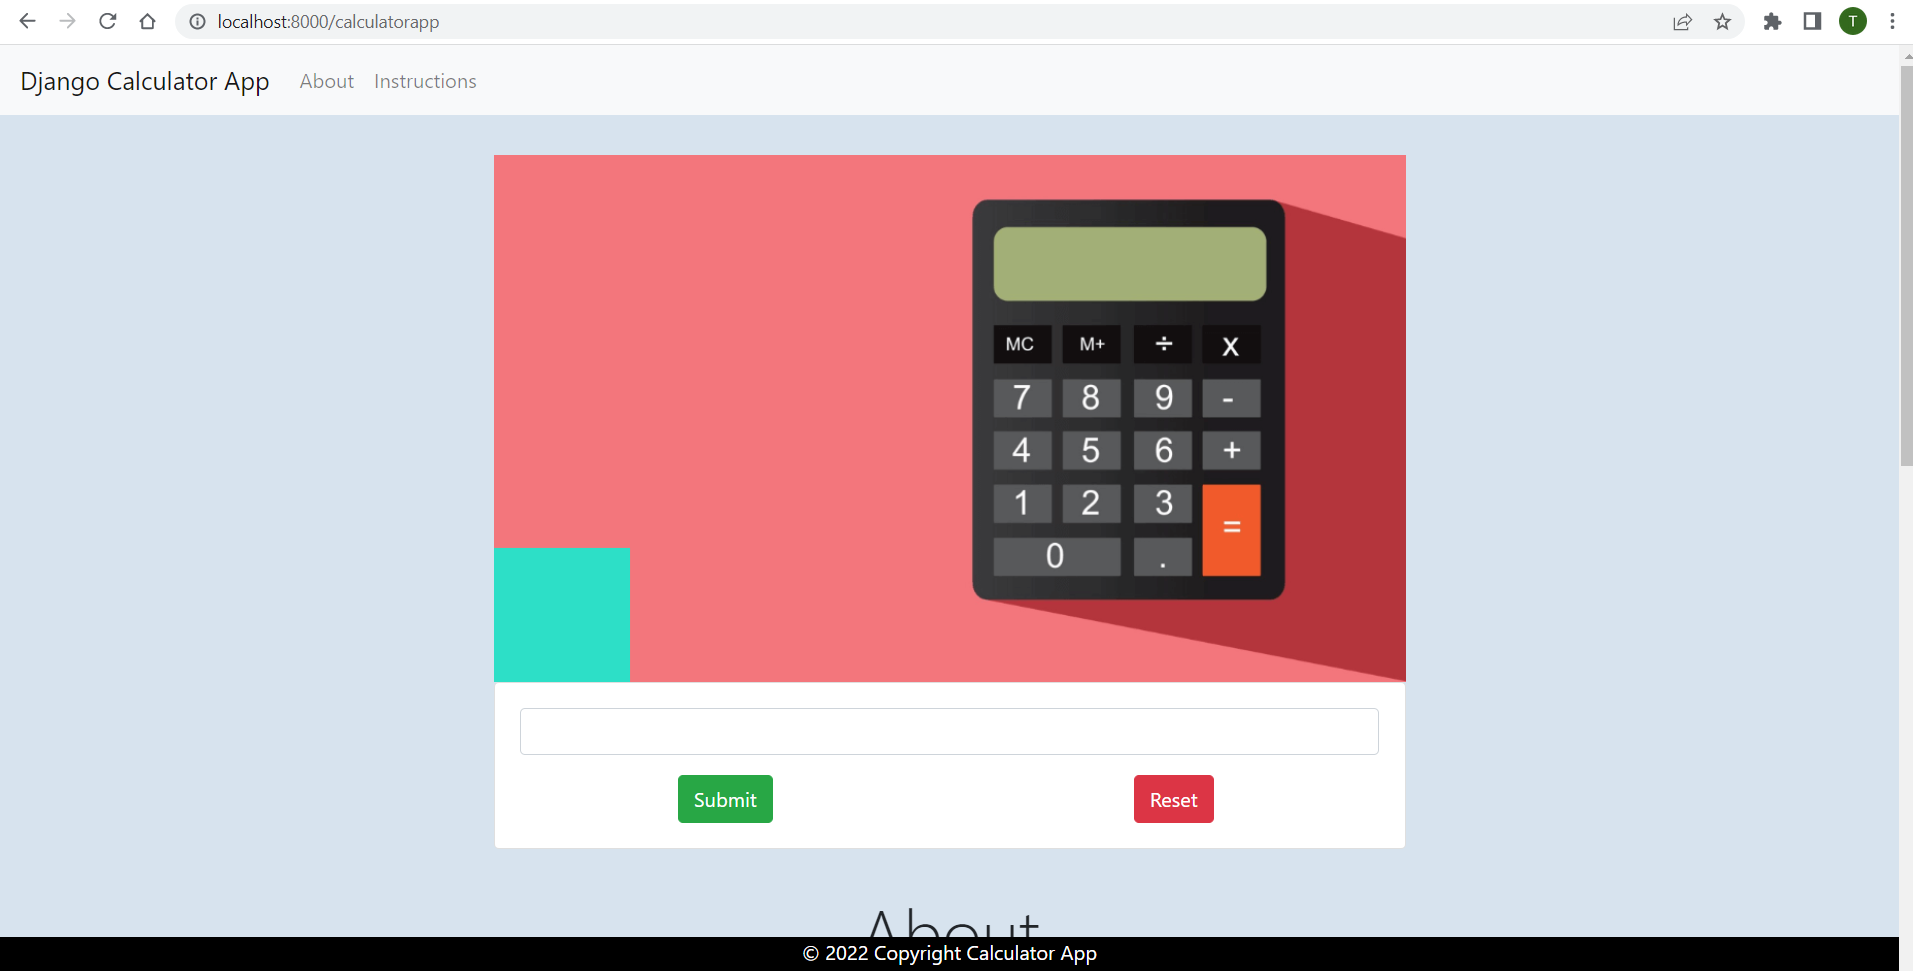 localhost:8000/calculatorapp
T
Django Calculator App About Instructions
MC M+ ÷ x
7 8 9 -
4 5 6 +
1 2 3 =
0 .
Submit Reset
About
© 2022 Copyright Calculator App